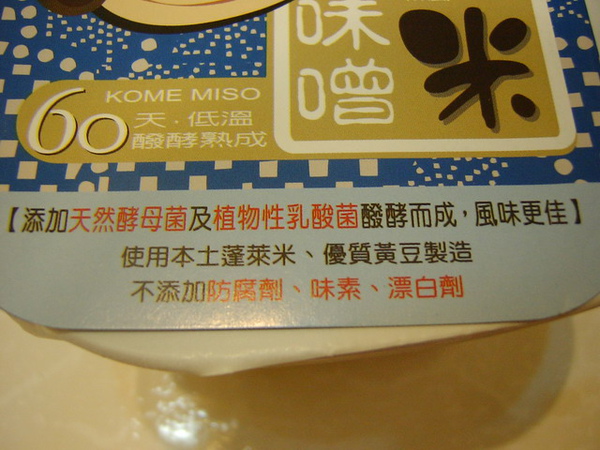 味噌
米
KOME MISO
60
天．低溫
醱酵熟成
【添加天然酵母菌及植物性乳酸菌醱酵而成，風味更佳】
使用本土蓬萊米、優質黃豆製造
不添加防腐劑、味素、漂白劑